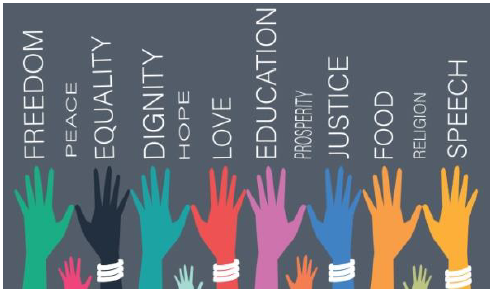 FREEDOM
PEACE
EQUALITY
DIGNITY
HOPE
LOVE
EDUCATION
PROSPERITY
JUSTICE
FOOD
RELIGION
SPEECH